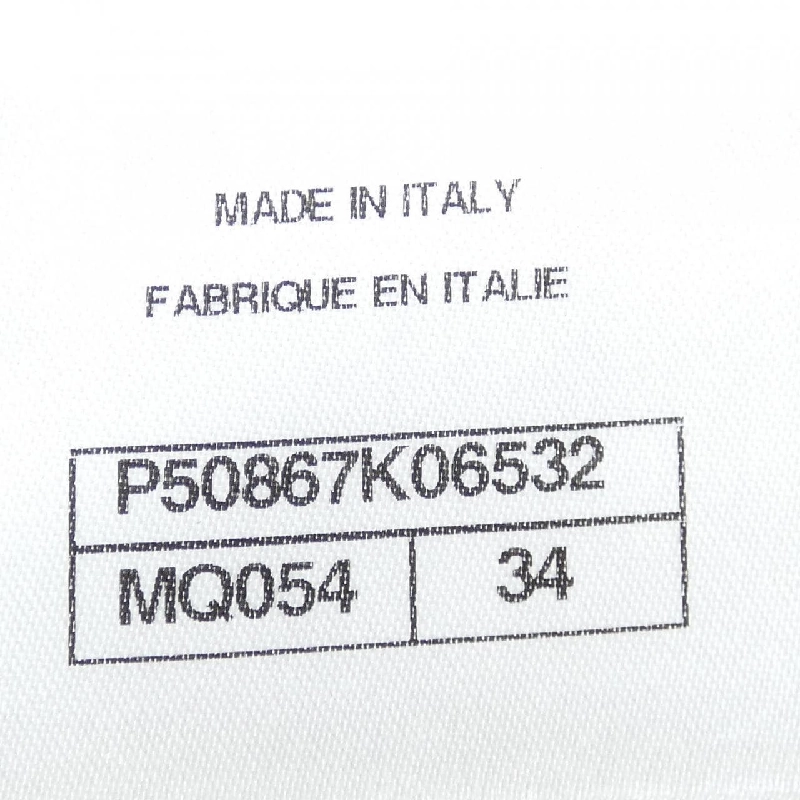 MADE IN ITALY
FABRIQUE EN ITALIE
P50867K06532
MQ054 34